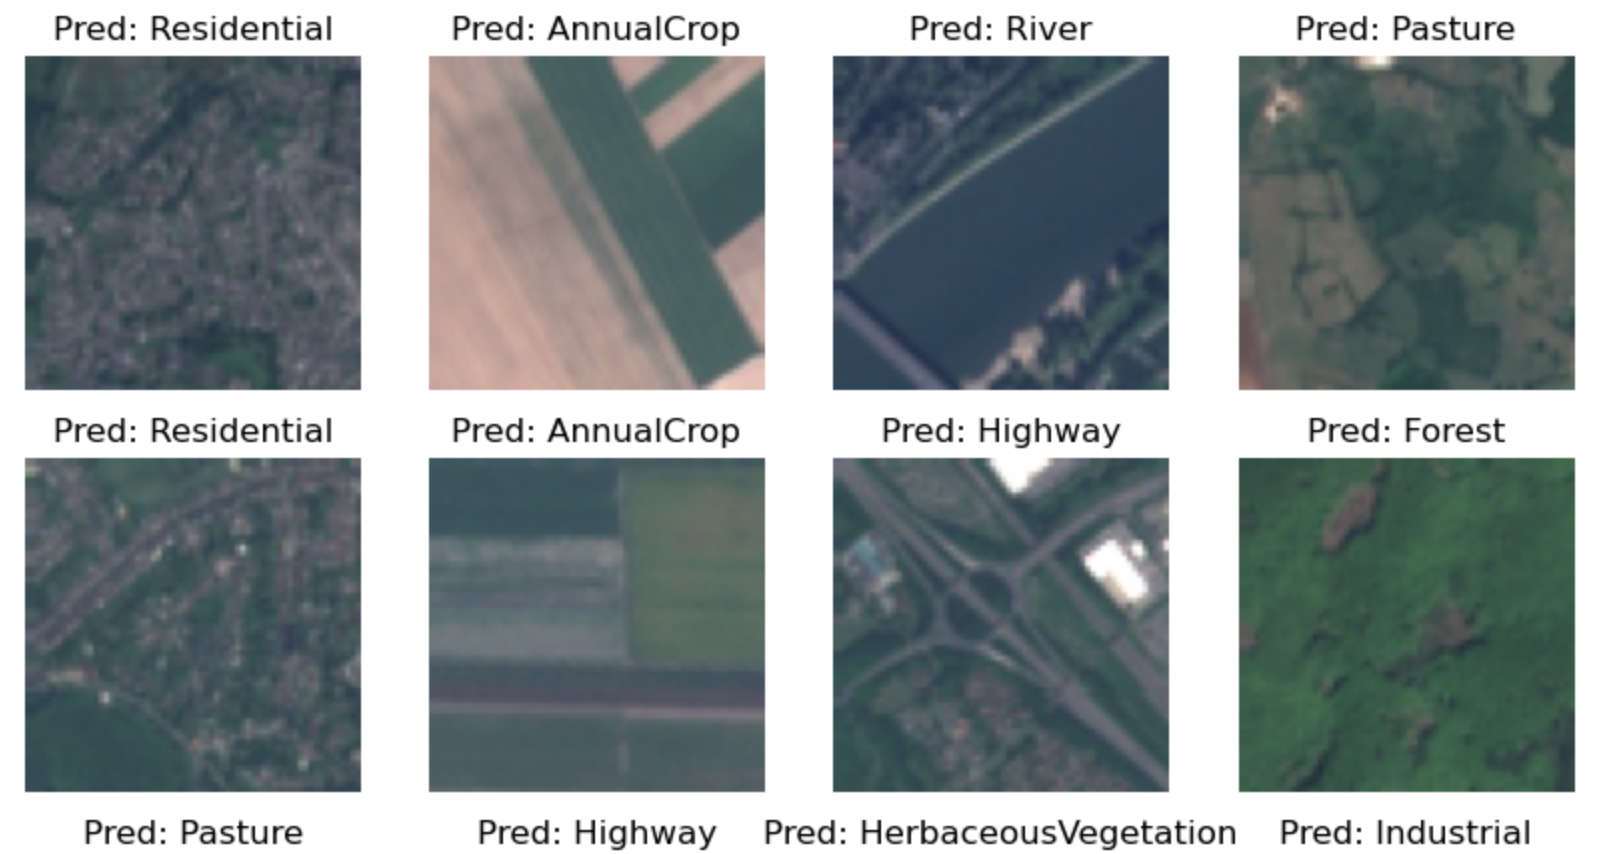 Pred: Residential
Pred: AnnualCrop
Pred: River
Pred: Pasture
Pred: Residential
Pred: AnnualCrop
Pred: Highway
Pred: Forest
Pred: Pasture
Pred: Highway
Pred: HerbaceousVegetation
Pred: Industrial